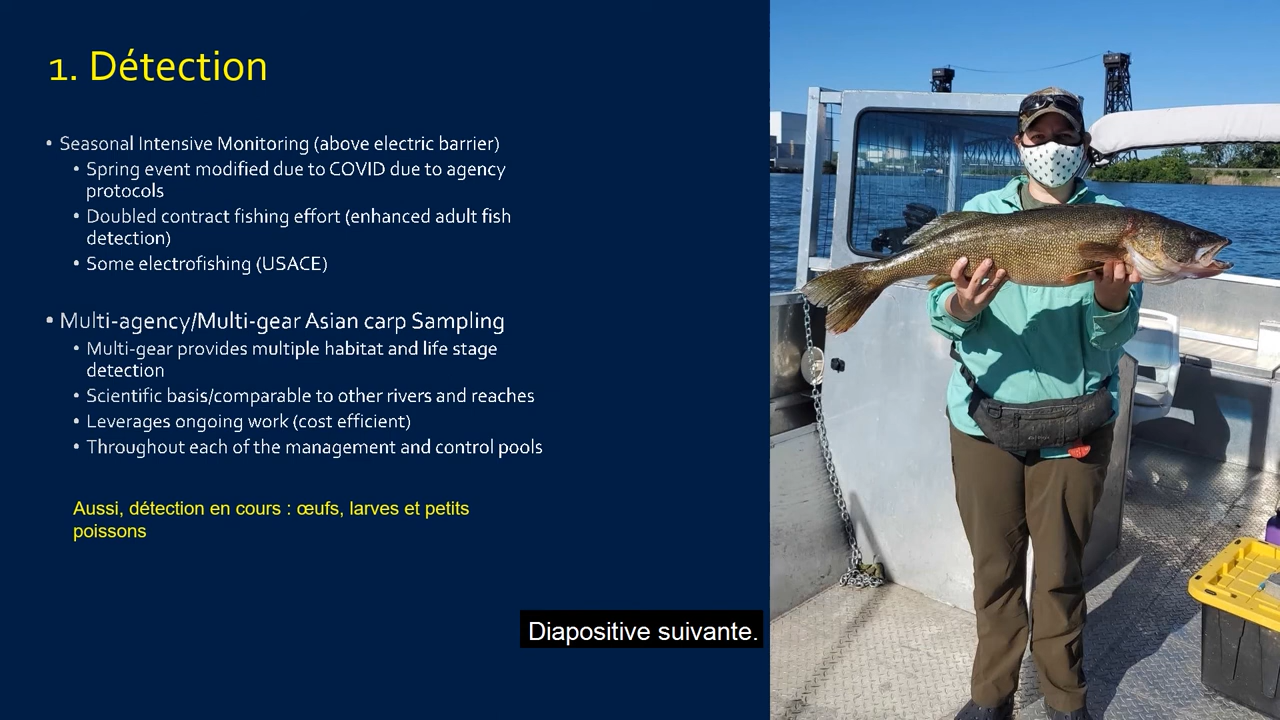 1. Détection
• Seasonal Intensive Monitoring (above electric barrier)
• Spring event modified due to COVID due to agency
protocols
• Doubled contract fishing effort (enhanced adult fish
detection)
• Some electrofishing (USACE)
• Multi-agency/Multi-gear Asian carp Sampling
• Multi-gear provides multiple habitat and life stage
detection
• Scientific basis/comparable to other rivers and reaches
• Leverages ongoing work (cost efficient)
• Throughout each of the management and control pools
Aussi, détection en cours : œufs, larves et petits
poissons
Diapositive suivante.